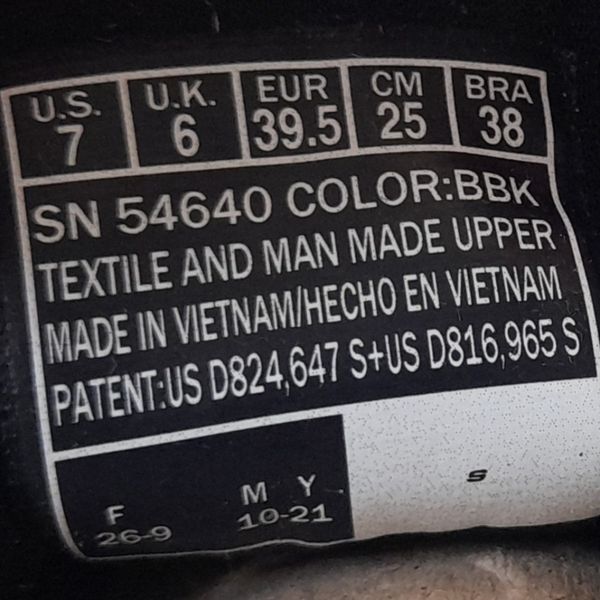 U.S. U.K. EUR CM BRA
7 6 39.5 25 38
SN 54640 COLOR:BBK
TEXTILE AND MAN MADE UPPER
MADE IN VIETNAM/HECHO EN VIETNAM
PATENT:US D824,647 S+US D816,965 S
F M Y
26-9 10-21
S